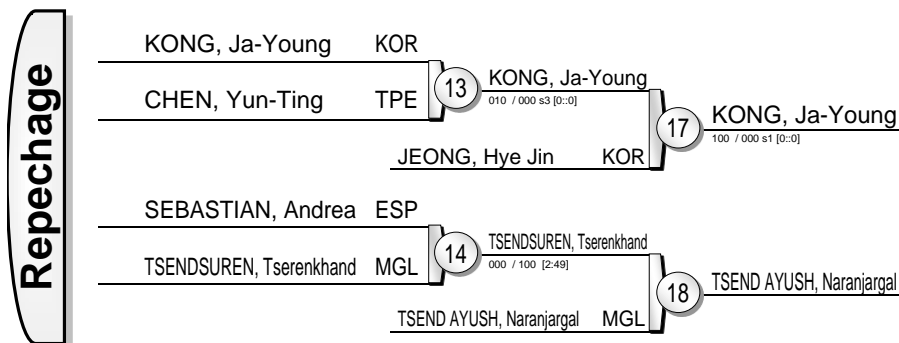 Repechage
KONG, Ja-Young KOR
CHEN, Yun-Ting TPE
13
KONG, Ja-Young
010 / 000 s3 [0::0]
JEONG, Hye Jin KOR
17
KONG, Ja-Young
100 / 000 s1 [0::0]
SEBASTIAN, Andrea ESP
TSENDSUREN, Tserenkhand MGL
14
TSENDSUREN, Tserenkhand
000 / 100 [2:49]
TSEND AYUSH, Naranjargal MGL
18
TSEND AYUSH, Naranjargal